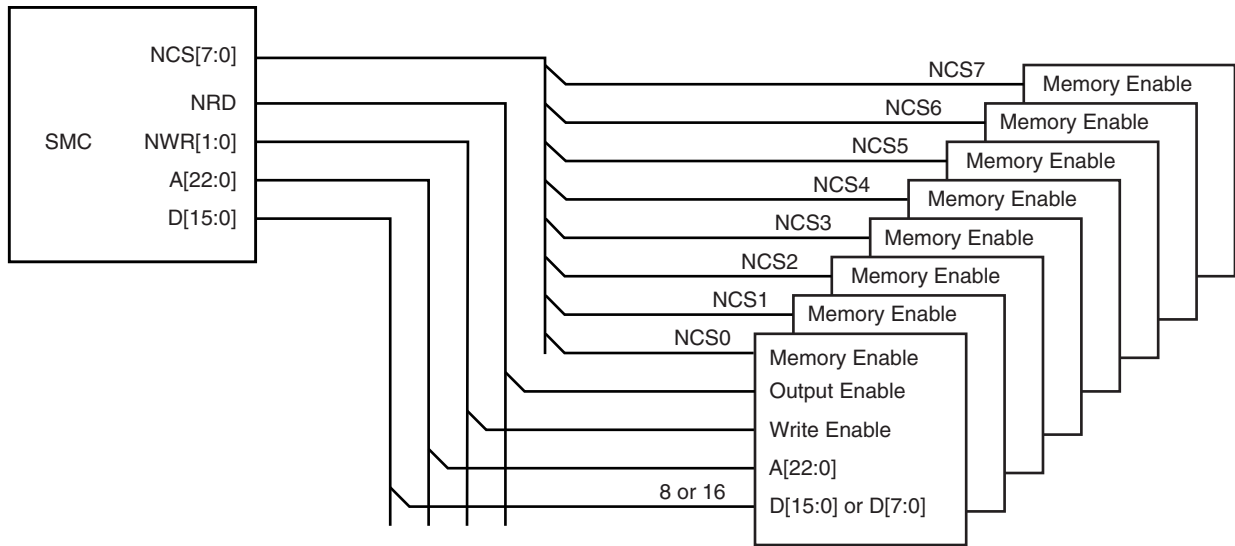 NCS[7:0]
NRD
SMC
NWR[1:0]
A[22:0]
D[15:0]
NCS7
Memory Enable
NCS6
Memory Enable
NCS5
Memory Enable
NCS4
Memory Enable
NCS3
Memory Enable
NCS2
Memory Enable
NCS1
Memory Enable
NCS0
Memory Enable
Output Enable
Write Enable
A[22:0]
8 or 16
D[15:0] or D[7:0]